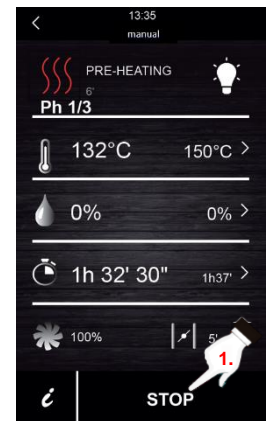 13:35
manual
PRE-HEATING
6'
Ph 1/3
132°C 150°C >
0% 0% >
1h 32' 30" 1h37' >
100% 5'
1.
i STOP